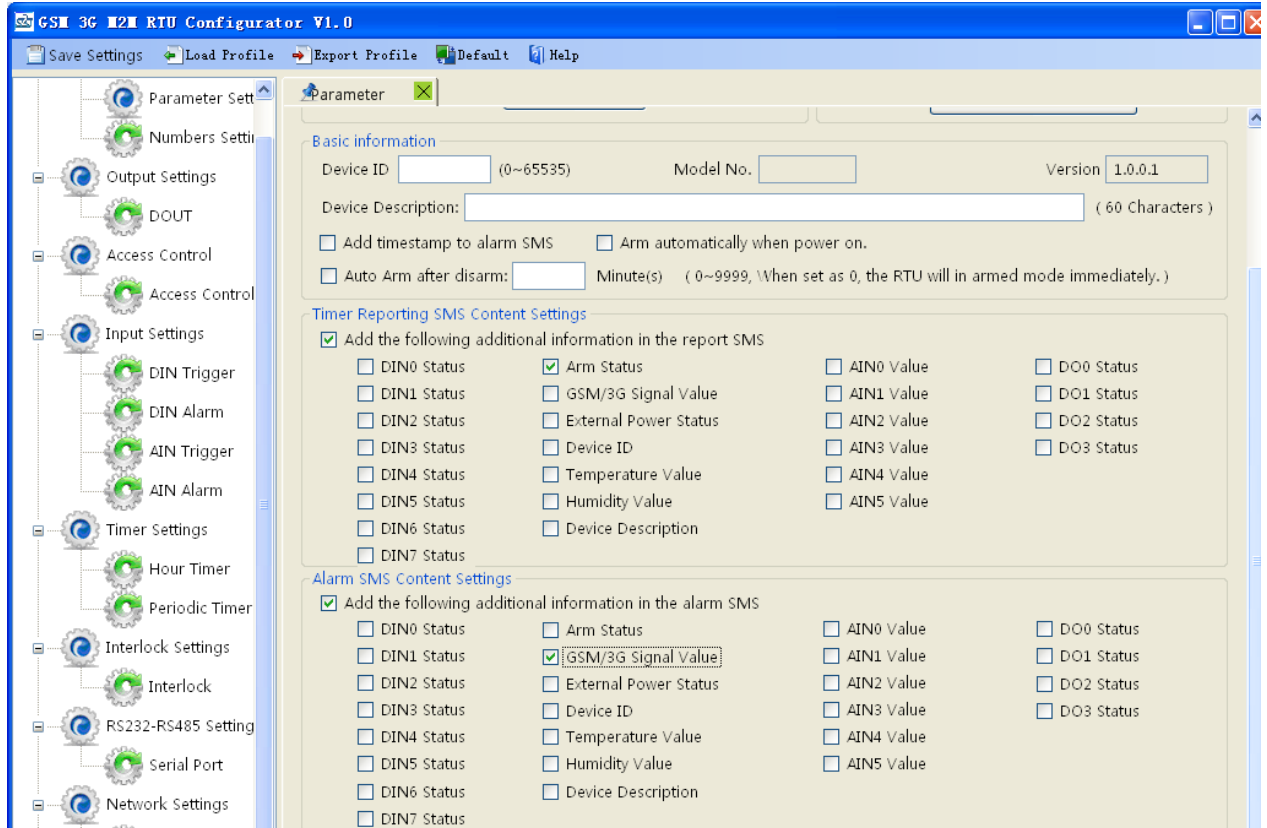 GSM 3G M2M RTU Configurator V1.0
Save Settings Load Profile Export Profile Default Help
Parameter Sett
Numbers Settin
Output Settings
DOUT
Access Control
Access Control
Input Settings
DIN Trigger
DIN Alarm
AIN Trigger
AIN Alarm
Timer Settings
Hour Timer
Periodic Timer
Interlock Settings
Interlock
RS232-RS485 Setting
Serial Port
Network Settings
Parameter
Basic information
Device ID (0~65535) Model No. Version 1.0.0.1
Device Description: ( 60 Characters )
Add timestamp to alarm SMS Arm automatically when power on.
Auto Arm after disarm: Minute(s) ( 0~9999, When set as 0, the RTU will in armed mode immediately. )
Timer Reporting SMS Content Settings
Add the following additional information in the report SMS
DIN0 Status Arm Status AIN0 Value DO0 Status
DIN1 Status GSM/3G Signal Value AIN1 Value DO1 Status
DIN2 Status External Power Status AIN2 Value DO2 Status
DIN3 Status Device ID AIN3 Value DO3 Status
DIN4 Status Temperature Value AIN4 Value
DIN5 Status Humidity Value AIN5 Value
DIN6 Status Device Description
DIN7 Status
Alarm SMS Content Settings
Add the following additional information in the alarm SMS
DIN0 Status Arm Status AIN0 Value DO0 Status
DIN1 Status GSM/3G Signal Value AIN1 Value DO1 Status
DIN2 Status External Power Status AIN2 Value DO2 Status
DIN3 Status Device ID AIN3 Value DO3 Status
DIN4 Status Temperature Value AIN4 Value
DIN5 Status Humidity Value AIN5 Value
DIN6 Status Device Description
DIN7 Status